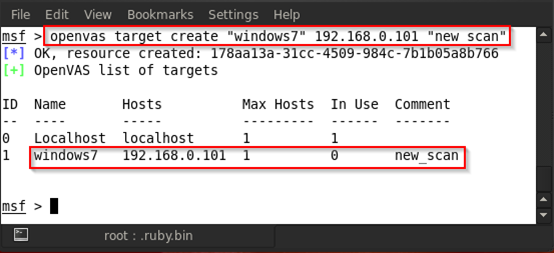 File Edit View Bookmarks Settings Help
msf > openvas target create "windows7" 192.168.0.101 "new scan"
[*] OK, resource created: 178aa13a-31cc-4509-984c-7b1b05a8b766
[+] OpenVAS list of targets
ID Name Hosts Max Hosts In Use Comment
-- ---- ----- --------- ------ -------
0 Localhost localhost 1 1
1 windows7 192.168.0.101 1 0 new_scan
msf >
root : .ruby.bin